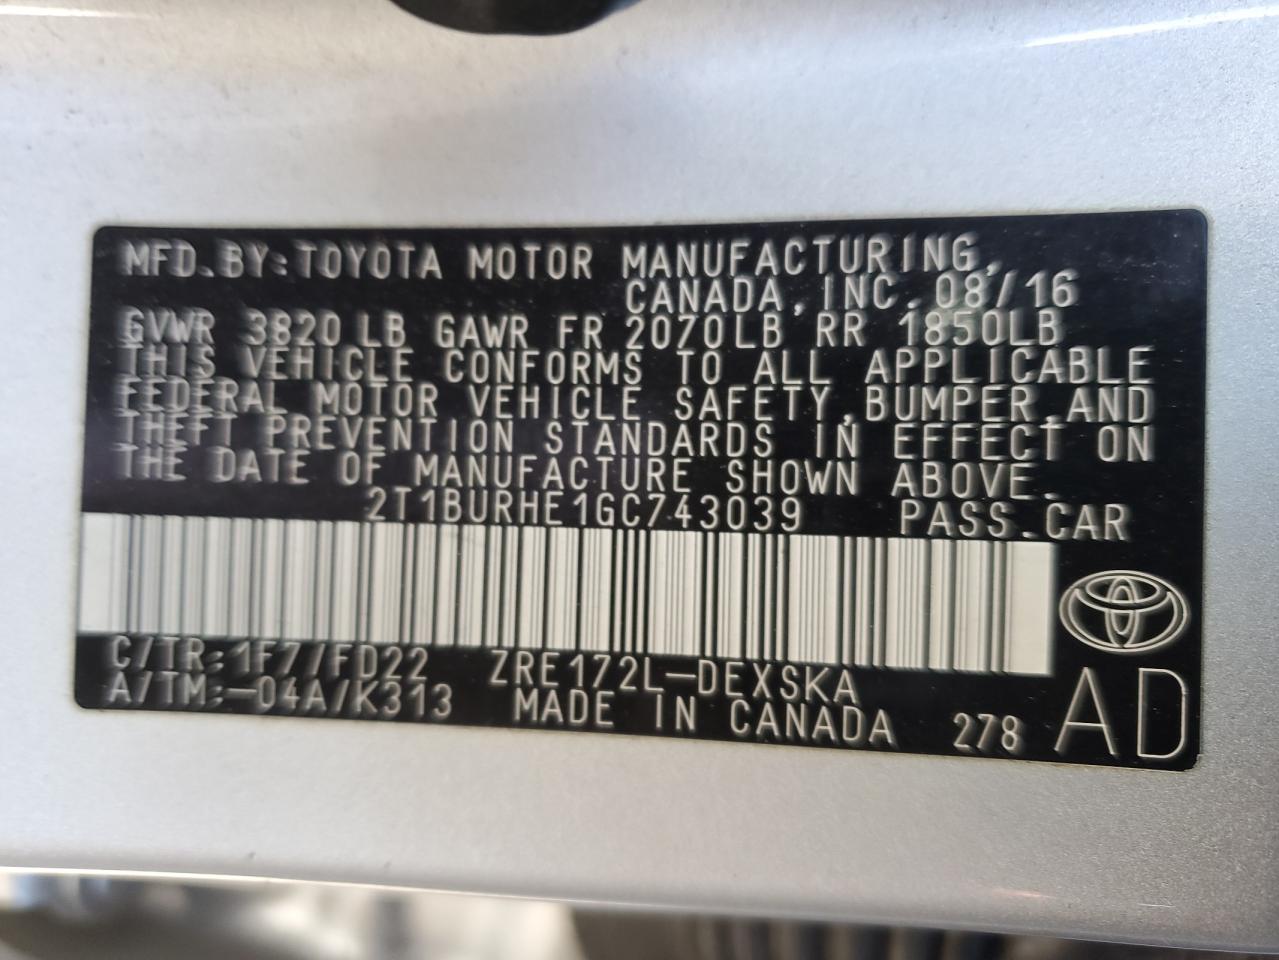 MFD. BY: TOYOTA MOTOR MANUFACTURING,
CANADA, INC. 08/16
GVWR 3820 LB GAWR FR 2070LB RR 1850LB
THIS VEHICLE CONFORMS TO ALL APPLICABLE
FEDERAL MOTOR VEHICLE SAFETY, BUMPER, AND
THEFT PREVENTION STANDARDS IN EFFECT ON
THE DATE OF MANUFACTURE SHOWN ABOVE.
2T1BURHE1GC743039 PASS. CAR
C/TR: 1F7/FD22 ZRE172L-DEXSKA
A/TM: -04A/K313 MADE IN CANADA 278 AD